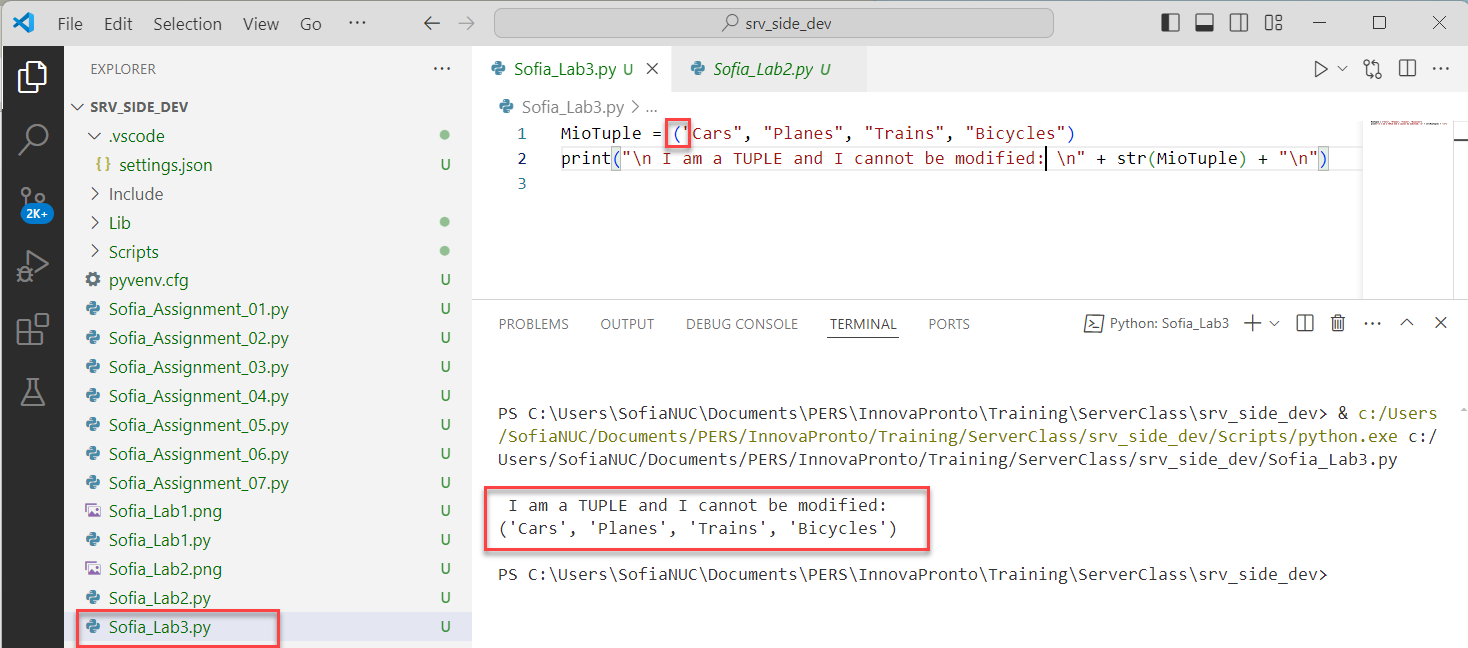 File Edit Selection View Go ··· srv_side_dev
EXPLORER ···
SRV_SIDE_DEV
.vscode
{} settings.json U
Include
2K+
Lib
Scripts
pyvenv.cfg U
Sofia_Assignment_01.py U
Sofia_Assignment_02.py U
Sofia_Assignment_03.py U
Sofia_Assignment_04.py U
Sofia_Assignment_05.py U
Sofia_Assignment_06.py U
Sofia_Assignment_07.py U
Sofia_Lab1.png U
Sofia_Lab1.py U
Sofia_Lab2.png U
Sofia_Lab2.py U
Sofia_Lab3.py U
Sofia_Lab3.py U Sofia_Lab2.py U
Sofia_Lab3.py > ...
1 MioTuple = ("Cars", "Planes", "Trains", "Bicycles")
2 print("\n I am a TUPLE and I cannot be modified: \n" + str(MioTuple) + "\n")
3
PROBLEMS OUTPUT DEBUG CONSOLE TERMINAL PORTS Python: Sofia_Lab3
PS C:\Users\SofiaNUC\Documents\PERS\InnovaPronto\Training\ServerClass\srv_side_dev> & c:/Users
/SofiaNUC/Documents/PERS/InnovaPronto/Training/ServerClass/srv_side_dev/Scripts/python.exe c:/
Users/SofiaNUC/Documents/PERS/InnovaPronto/Training/ServerClass/srv_side_dev/Sofia_Lab3.py
I am a TUPLE and I cannot be modified:
('Cars', 'Planes', 'Trains', 'Bicycles')
PS C:\Users\SofiaNUC\Documents\PERS\InnovaPronto\Training\ServerClass\srv_side_dev>